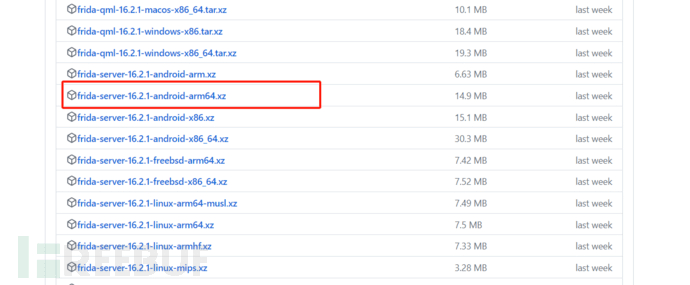 frida-qml-16.2.1-macos-x86_64.tar.xz 10.1 MB last week
frida-qml-16.2.1-windows-x86.tar.xz 18.4 MB last week
frida-qml-16.2.1-windows-x86_64.tar.xz 19.3 MB last week
frida-server-16.2.1-android-arm.xz 6.63 MB last week
frida-server-16.2.1-android-arm64.xz 14.9 MB last week
frida-server-16.2.1-android-x86.xz 15.1 MB last week
frida-server-16.2.1-android-x86_64.xz 30.3 MB last week
frida-server-16.2.1-freebsd-arm64.xz 7.42 MB last week
frida-server-16.2.1-freebsd-x86_64.xz 7.52 MB last week
frida-server-16.2.1-linux-arm64-musl.xz 7.49 MB last week
frida-server-16.2.1-linux-arm64.xz 7.5 MB last week
frida-server-16.2.1-linux-armhf.xz 7.33 MB last week
frida-server-16.2.1-linux-mips.xz 3.28 MB last week
FREEBUF